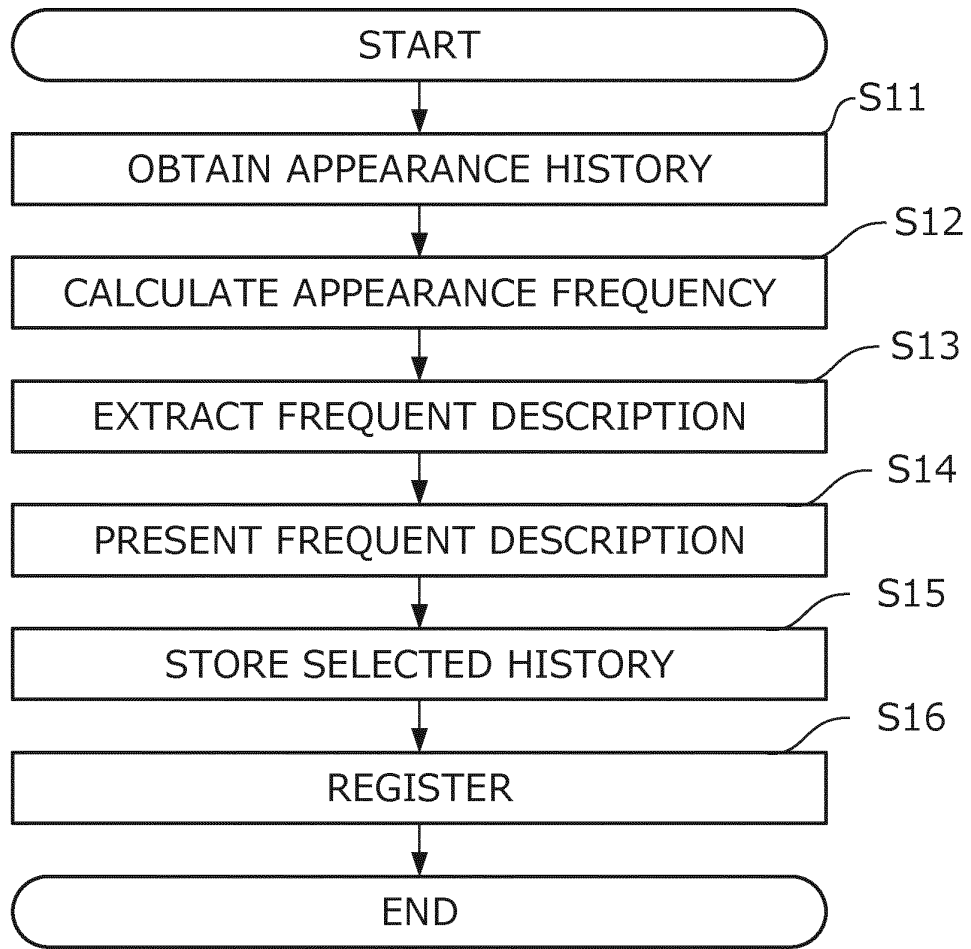 START
S11
OBTAIN APPEARANCE HISTORY
S12
CALCULATE APPEARANCE FREQUENCY
S13
EXTRACT FREQUENT DESCRIPTION
S14
PRESENT FREQUENT DESCRIPTION
S15
STORE SELECTED HISTORY
S16
REGISTER
END